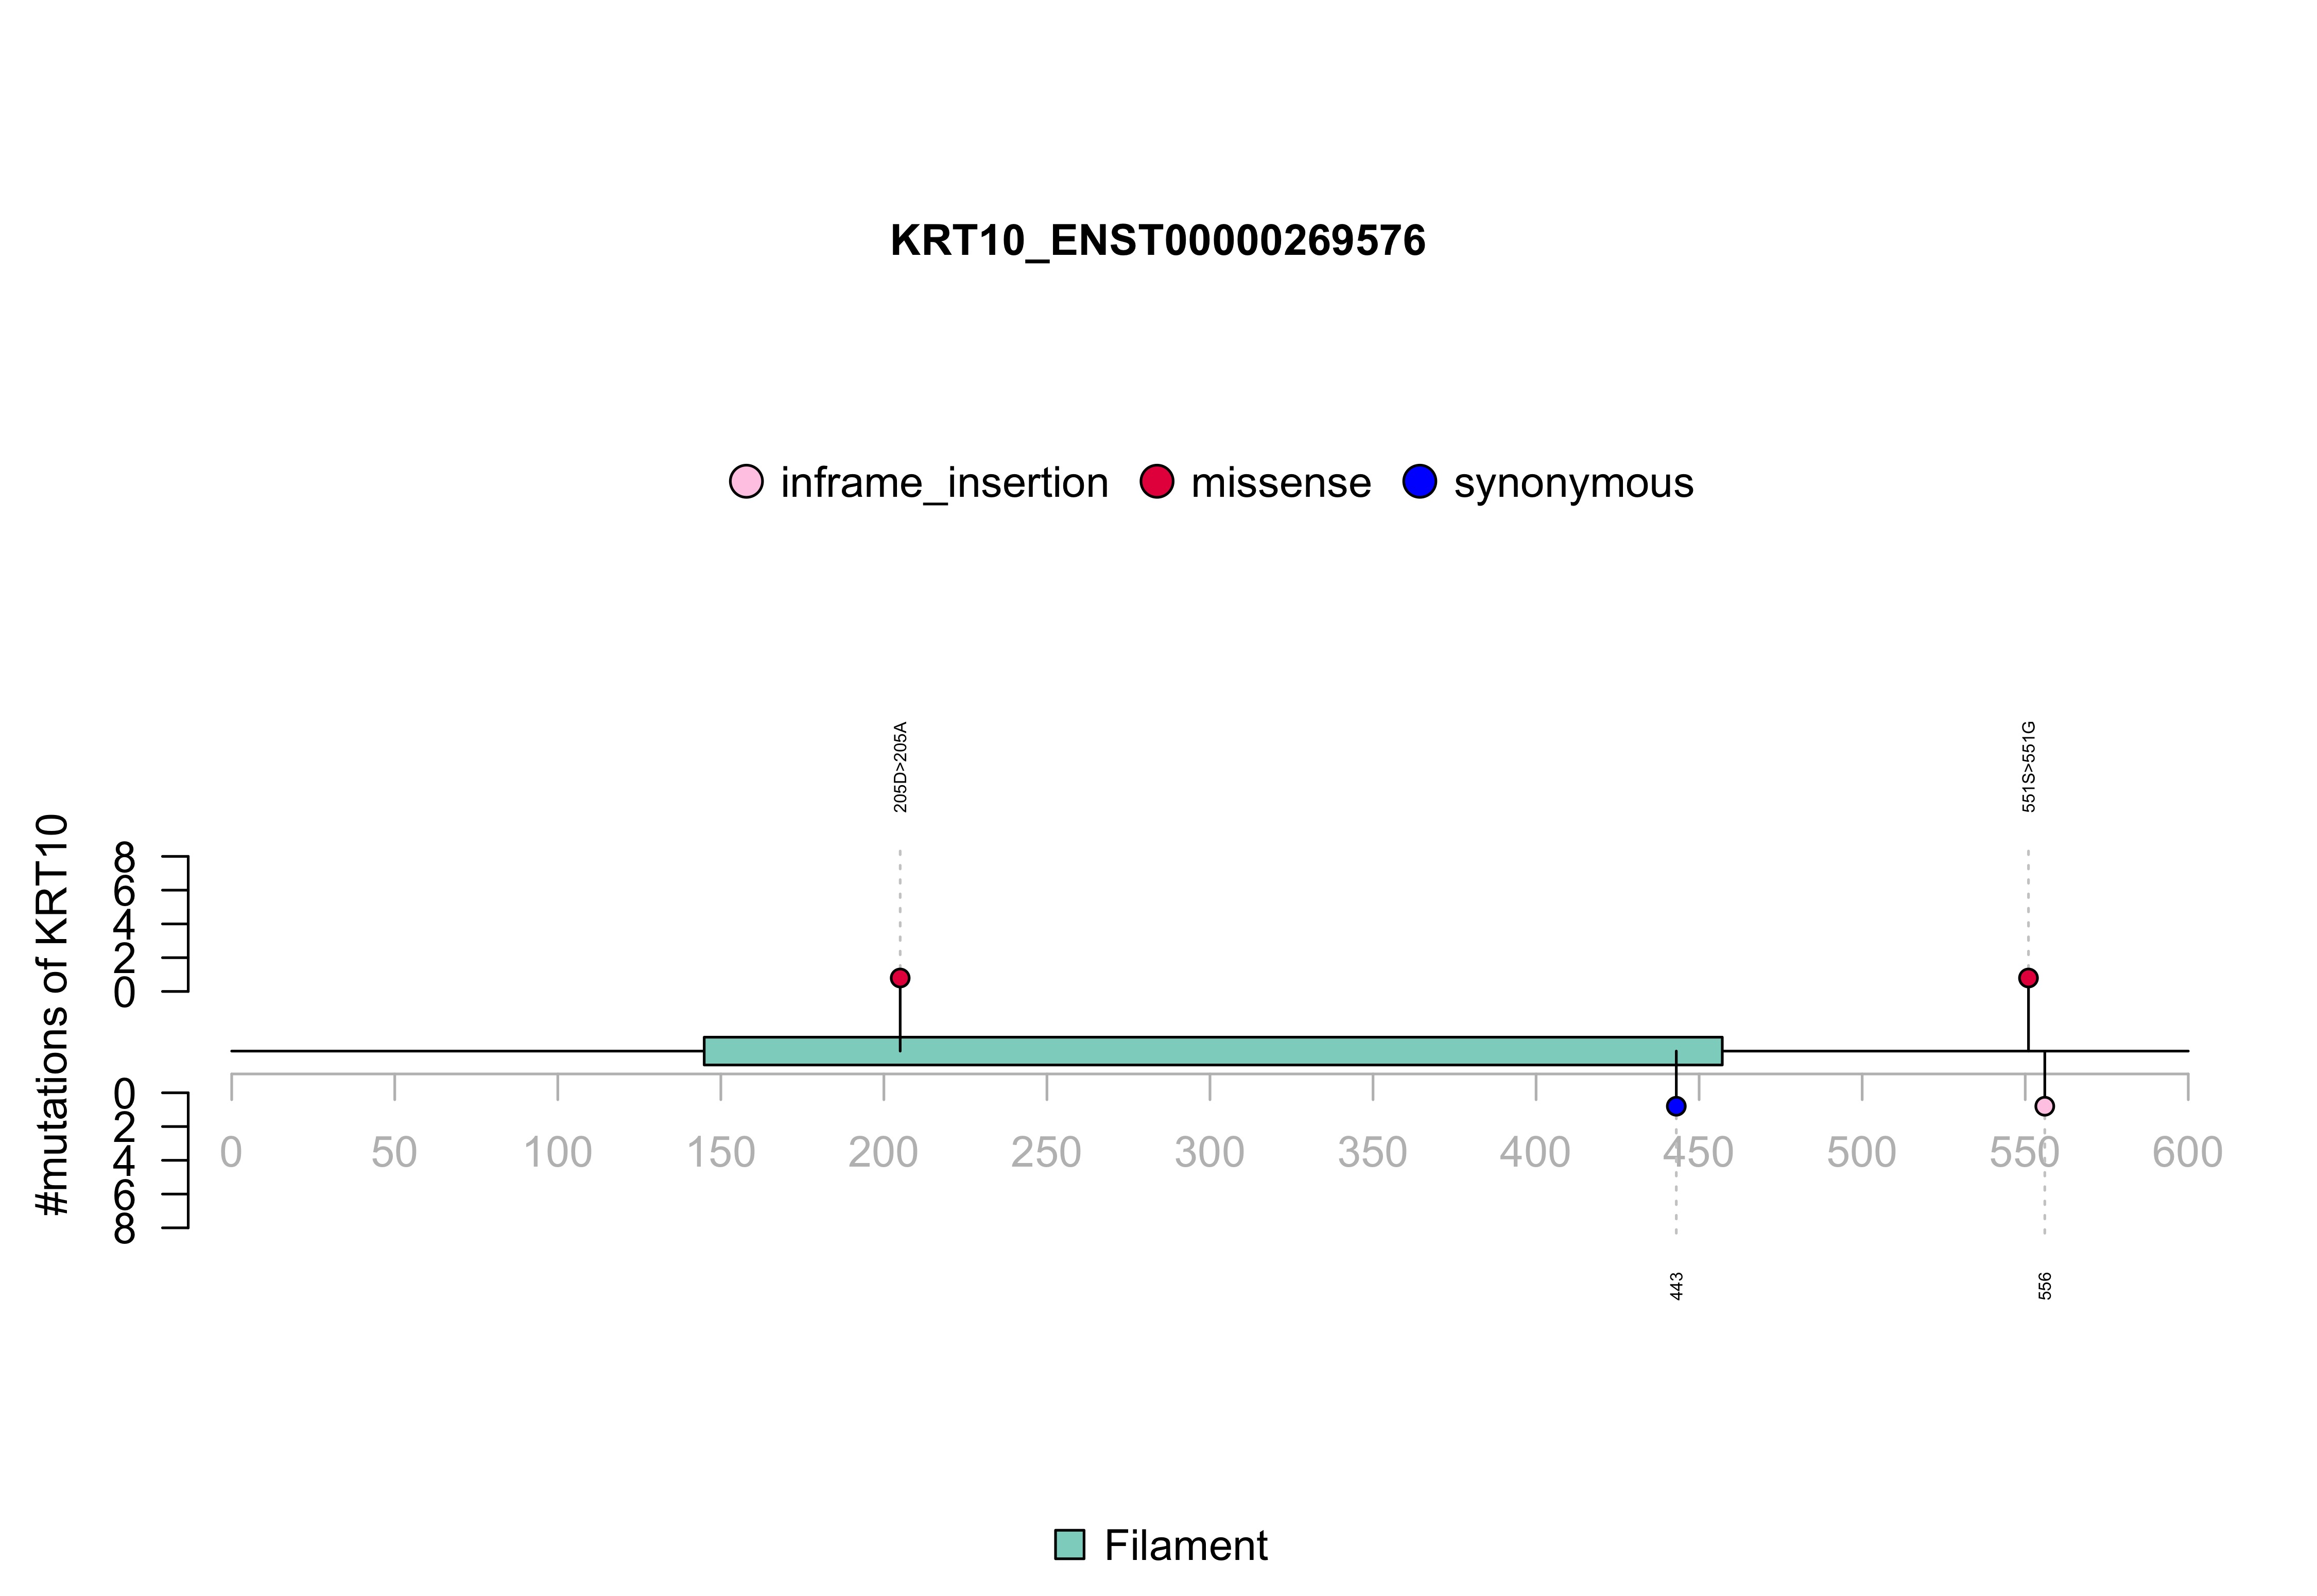 KRT10_ENST00000269576
inframe_insertion missense synonymous
205D>205A 551S>551G
#mutations of KRT10
8
6
4
2
0
0
2
4
6
8
0 50 100 150 200 250 300 350 400 450 500 550 600
443 556
Filament